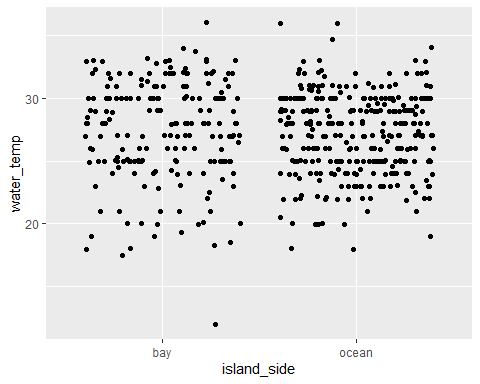 30
20
water_temp
bay
ocean
island_side